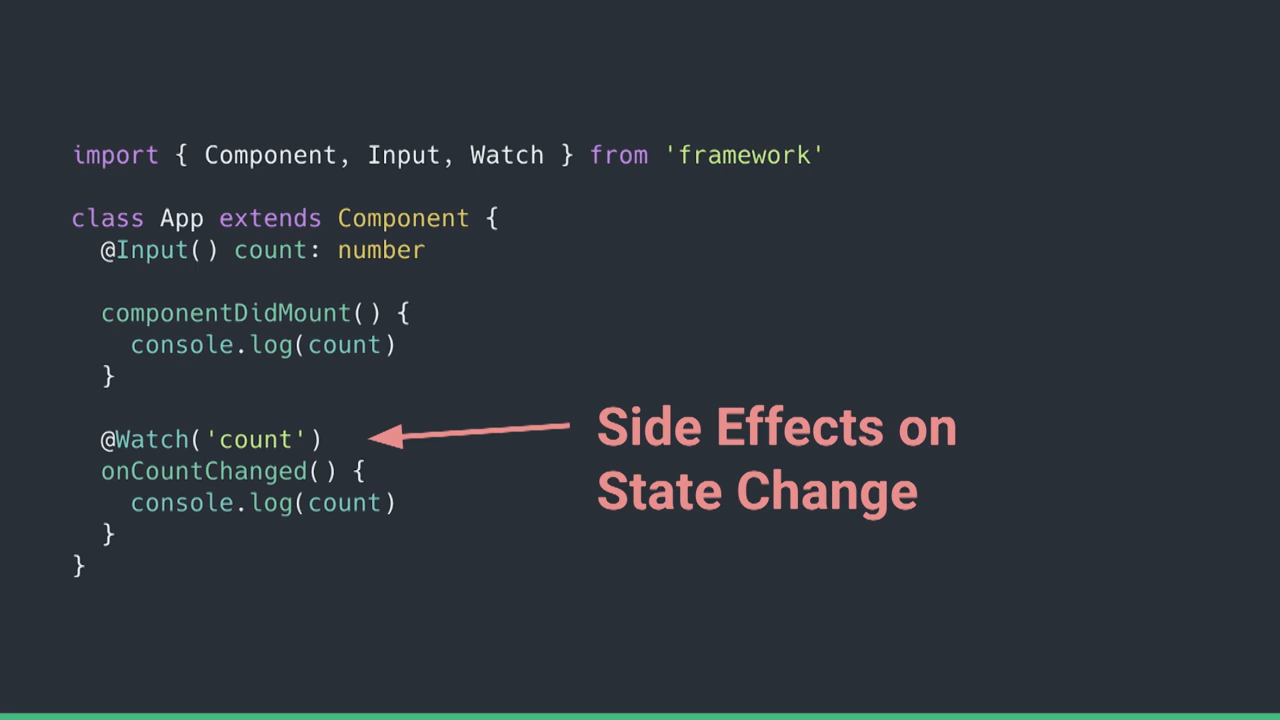 import { Component, Input, Watch } from 'framework'
class App extends Component {
@Input() count: number
componentDidMount() {
console.log(count)
}
@Watch('count')
onCountChanged() {
console.log(count)
}
}
Side Effects on
State Change